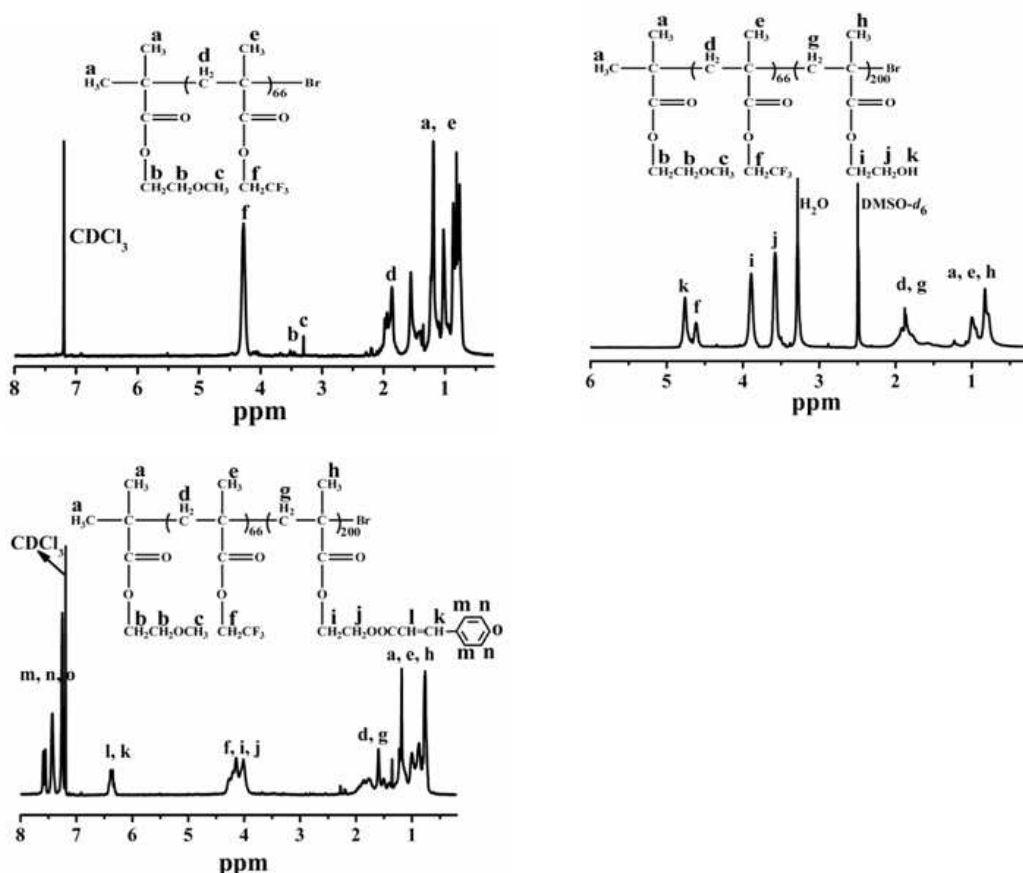 a e
CH₃ d CH₃
a H₂
H₃C C C C Br
66
C O C O
O O
b b c f
CH₂CH₂OCH₃ CH₂CF₃
a, e
f
CDCl₃
d
b c
8 7 6 5 4 3 2 1
ppm
a e h
CH₃ d CH₃ g CH₃
a H₂ H₂
H₃C C C C C C Br
66 200
C O C O C O
O O O
b b c f i j k
CH₂CH₂OCH₃ CH₂CF₃ CH₂CH₂OH
H₂O DMSO-d₆
j
i a, e, h
k d, g
f
6 5 4 3 2 1
ppm
a e h
CH₃ d CH₃ g CH₃
a H₂ H₂
H₃C C C C C C Br
66 200
CDCl₃
C O C O C O
O O O
b b c f i j l k m n
CH₂CH₂OCH₃ CH₂CF₃ CH₂CH₂OOCCH=CH o
m n
a, e, h
m, n, o
d, g
l, k f, i, j
8 7 6 5 4 3 2 1
ppm